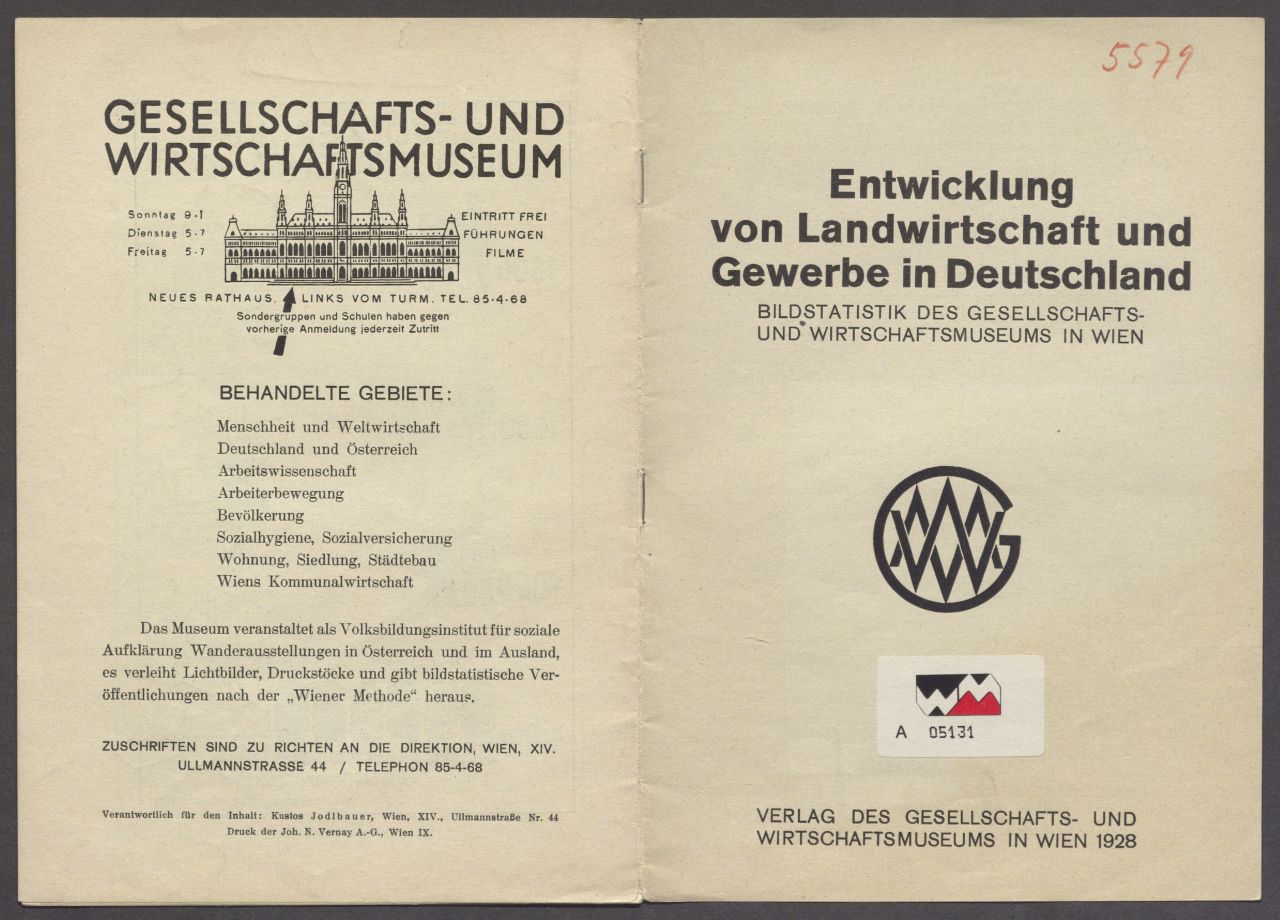 GESELLSCHAFTS- UND
WIRTSCHAFTSMUSEUM
Sonntag 9-1
Dienstag 5-7
Freitag 5-7
EINTRITT FREI
FÜHRUNGEN
FILME
NEUES RATHAUS, LINKS VOM TURM. TEL. 85-4-68
Sondergruppen und Schulen haben gegen
vorherige Anmeldung jederzeit Zutritt
BEHANDELTE GEBIETE:
Menschheit und Weltwirtschaft
Deutschland und Österreich
Arbeitswissenschaft
Arbeiterbewegung
Bevölkerung
Sozialhygiene, Sozialversicherung
Wohnung, Siedlung, Städtebau
Wiens Kommunalwirtschaft
Das Museum veranstaltet als Volksbildungsinstitut für soziale
Aufklärung Wanderausstellungen in Österreich und im Ausland,
es verleiht Lichtbilder, Druckstöcke und gibt bildstatistische Ver-
öffentlichungen nach der „Wiener Methode“ heraus.
ZUSCHRIFTEN SIND ZU RICHTEN AN DIE DIREKTION, WIEN, XIV.
ULLMANNSTRASSE 44 / TELEPHON 85-4-68
Verantwortlich für den Inhalt: Kustos Jodlbauer, Wien, XIV., Ullmannstraße Nr. 44
Druck der Joh. N. Vernay A.-G., Wien IX.
5579
Entwicklung
von Landwirtschaft und
Gewerbe in Deutschland
BILDSTATISTIK DES GESELLSCHAFTS-
UND WIRTSCHAFTSMUSEUMS IN WIEN
GWM
WM
A 05131
VERLAG DES GESELLSCHAFTS- UND
WIRTSCHAFTSMUSEUMS IN WIEN 1928